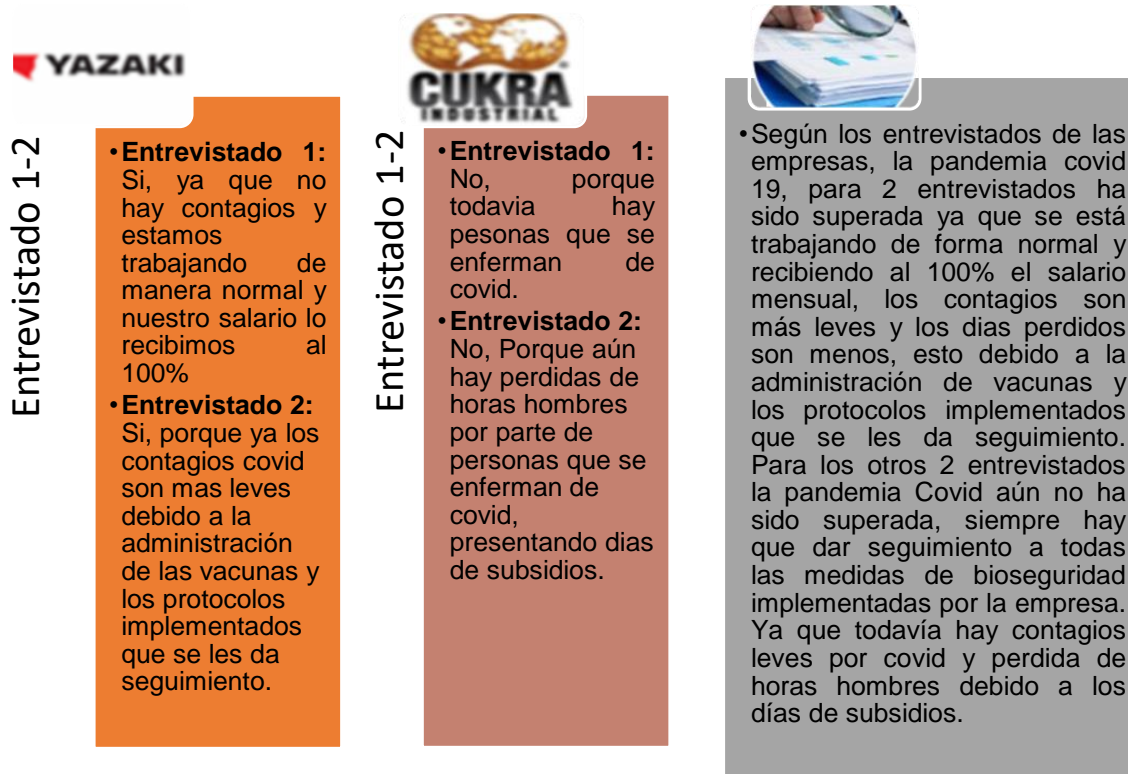 YAZAKI
Entrevistado 1-2
•Entrevistado 1:
Si, ya que no
hay contagios y
estamos
trabajando de
manera normal y
nuestro salario lo
recibimos al
100%
•Entrevistado 2:
Si, porque ya los
contagios covid
son mas leves
debido a la
administración
de las vacunas y
los protocolos
implementados
que se les da
seguimiento.
CUKRA
INDUSTRIAL
Entrevistado 1-2
•Entrevistado 1:
No, porque
todavia hay
pesonas que se
enferman de
covid.
•Entrevistado 2:
No, Porque aún
hay perdidas de
horas hombres
por parte de
personas que se
enferman de
covid,
presentando dias
de subsidios.
•Según los entrevistados de las
empresas, la pandemia covid
19, para 2 entrevistados ha
sido superada ya que se está
trabajando de forma normal y
recibiendo al 100% el salario
mensual, los contagios son
más leves y los dias perdidos
son menos, esto debido a la
administración de vacunas y
los protocolos implementados
que se les da seguimiento.
Para los otros 2 entrevistados
la pandemia Covid aún no ha
sido superada, siempre hay
que dar seguimiento a todas
las medidas de bioseguridad
implementadas por la empresa.
Ya que todavía hay contagios
leves por covid y perdida de
horas hombres debido a los
días de subsidios.